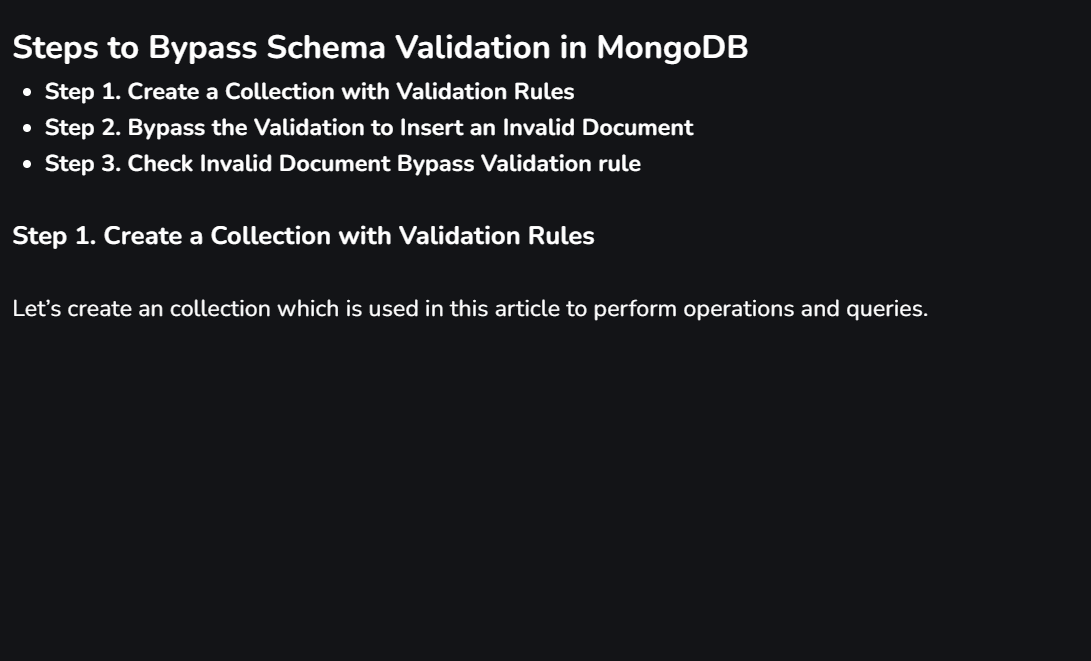 Steps to Bypass Schema Validation in MongoDB
• Step 1. Create a Collection with Validation Rules
• Step 2. Bypass the Validation to Insert an Invalid Document
• Step 3. Check Invalid Document Bypass Validation rule
Step 1. Create a Collection with Validation Rules
Let’s create an collection which is used in this article to perform operations and queries.